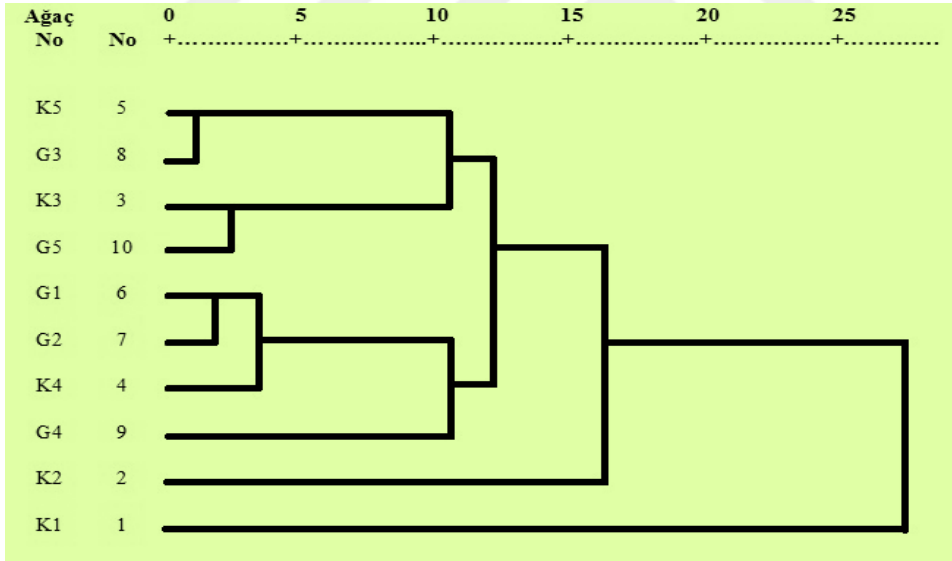 Ağaç 0 5 10 15 20 25
No No +……………..+……………….+……………….+……………….+……………….+…………
K5 5
G3 8
K3 3
G5 10
G1 6
G2 7
K4 4
G4 9
K2 2
K1 1